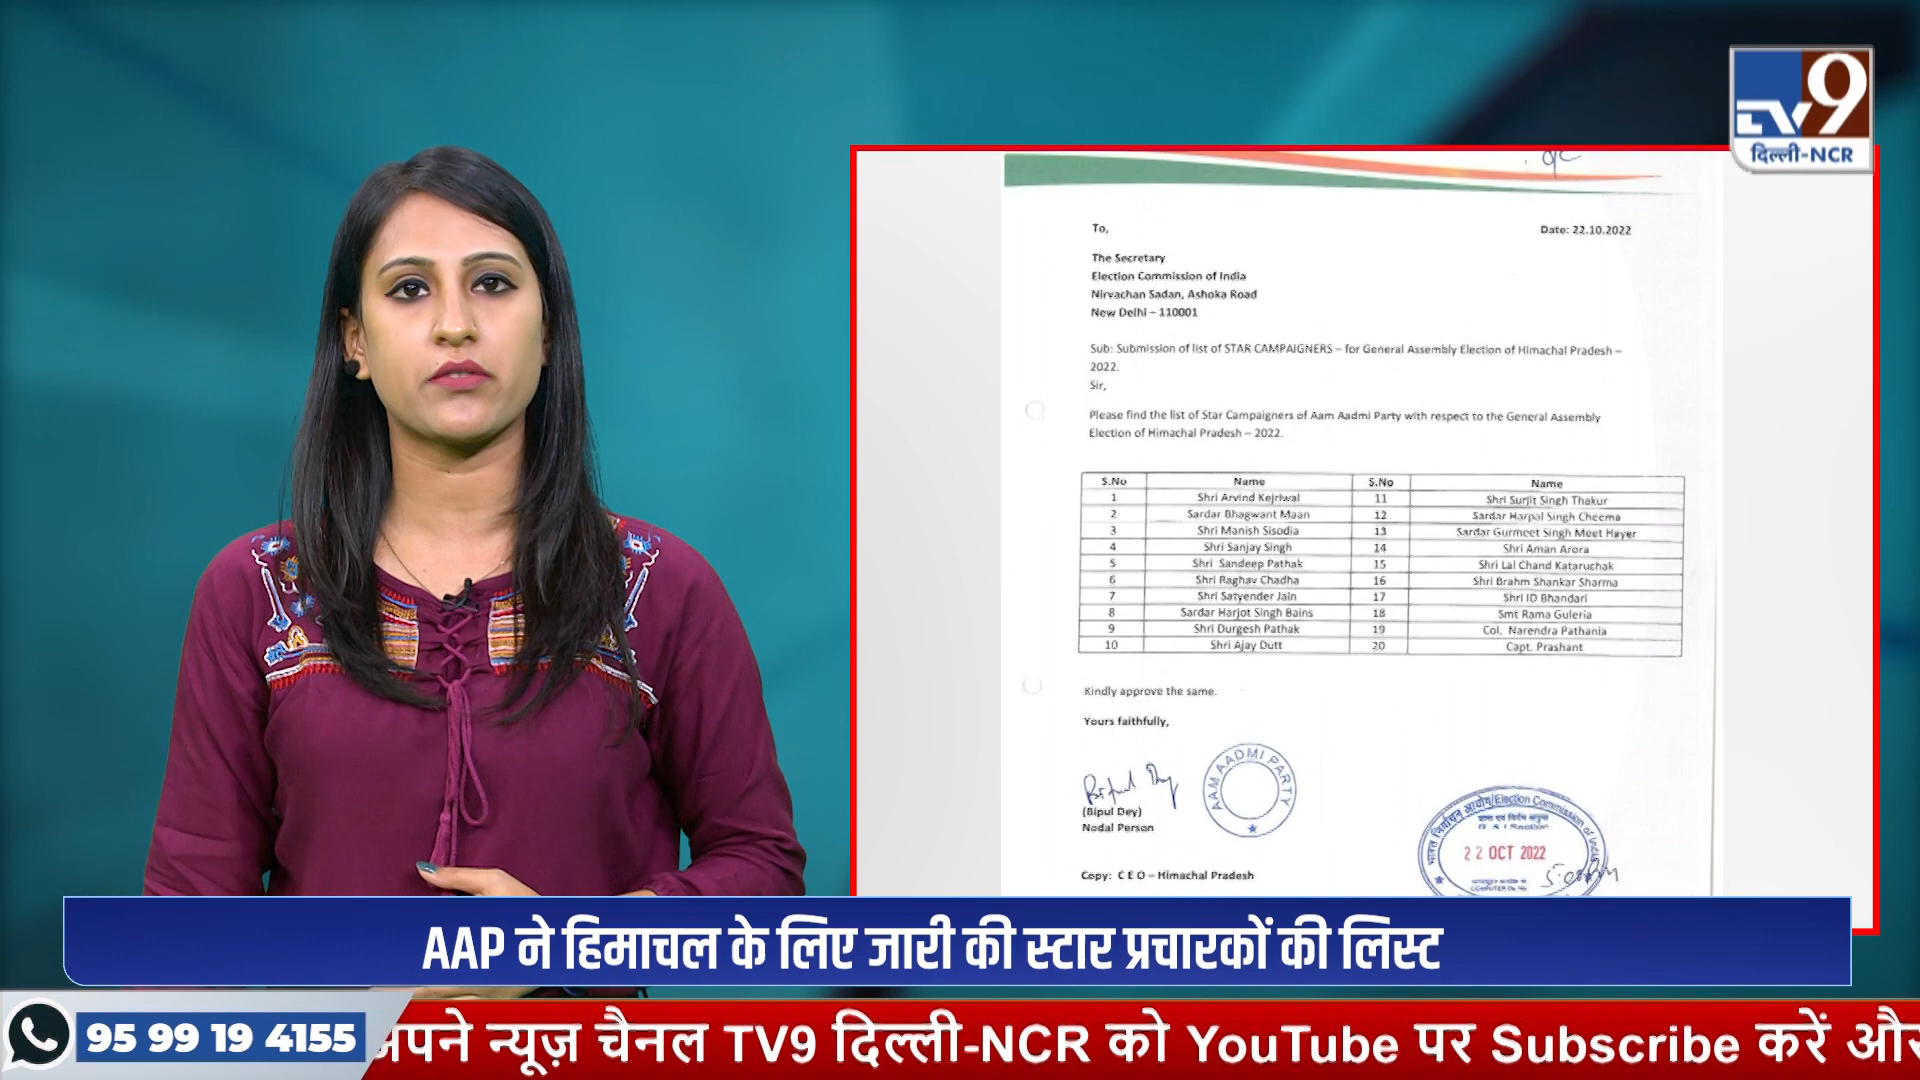 TV9
दिल्ली-NCR
To,
Date: 22.10.2022
The Secretary
Election Commission of India
Nirvachan Sadan, Ashoka Road
New Delhi – 110001
Sub: Submission of list of STAR CAMPAIGNERS – for General Assembly Election of Himachal Pradesh –
2022.
Sir,
Please find the list of Star Campaigners of Aam Aadmi Party with respect to the General Assembly
Election of Himachal Pradesh – 2022.
S.No Name S.No Name
1 Shri Arvind Kejriwal 11 Shri Surjit Singh Thakur
2 Sardar Bhagwant Maan 12 Sardar Harpal Singh Cheema
3 Shri Manish Sisodia 13 Sardar Gurmeet Singh Meet Hayer
4 Shri Sanjay Singh 14 Shri Aman Arora
5 Shri Sandeep Pathak 15 Shri Lal Chand Kataruchak
6 Shri Raghav Chadha 16 Shri Brahm Shankar Sharma
7 Shri Satyender Jain 17 Shri ID Bhandari
8 Sardar Harjot Singh Bains 18 Smt Rama Guleria
9 Shri Durgesh Pathak 19 Col. Narendra Pathania
10 Shri Ajay Dutt 20 Capt. Prashant
Kindly approve the same.
Yours faithfully,
Bipul Dey
AAM AADMI PARTY
(Bipul Dey)
Nodal Person
भारत निर्वाचन आयोग/Election Commission of India
22 OCT 2022
Copy: C E O – Himachal Pradesh
AAP ने हिमाचल के लिए जारी की स्टार प्रचारकों की लिस्ट
95 99 19 4155
अपने न्यूज़ चैनल TV9 दिल्ली-NCR को YouTube पर Subscribe करें और